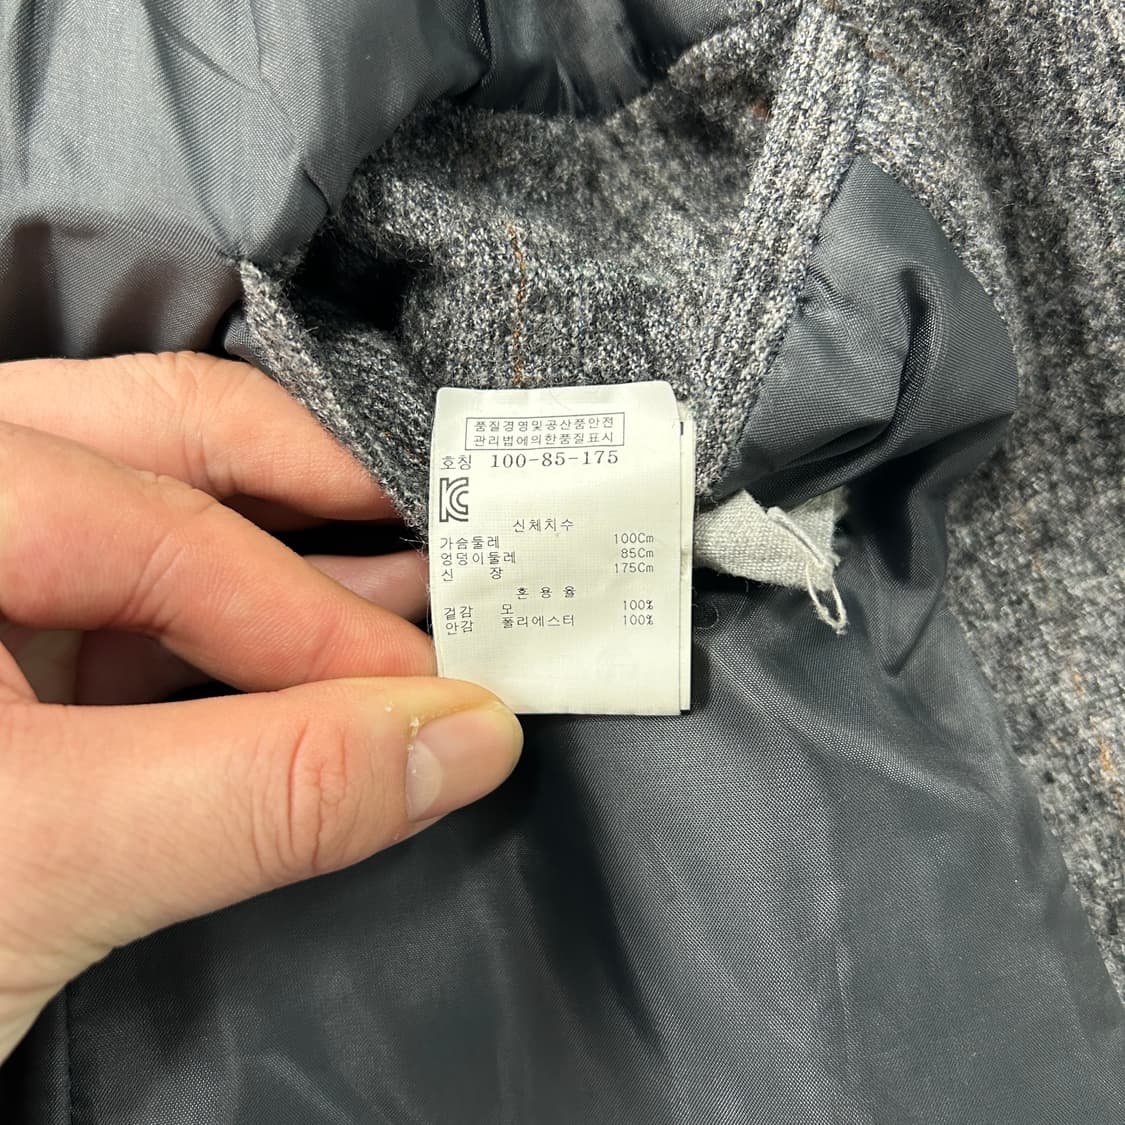 품질경영및공산품안전
관리법에의한품질표시
호칭 100-85-175
신체치수
가슴둘레 100Cm
엉덩이둘레 85Cm
신 장 175Cm
혼 용 율
겉감 모 100%
안감 폴리에스터 100%